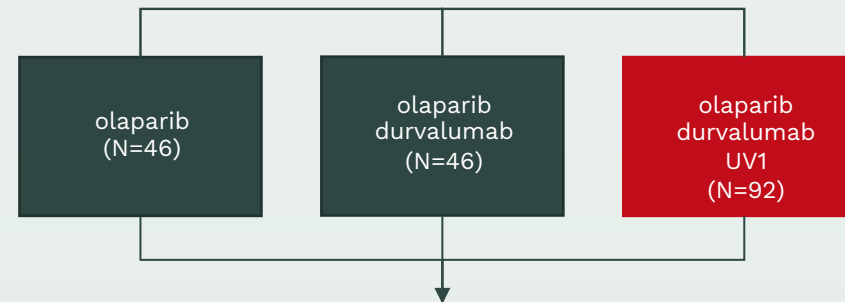 olaparib
(N=46)
olaparib
durvalumab
(N=46)
olaparib
durvalumab
UV1
(N=92)